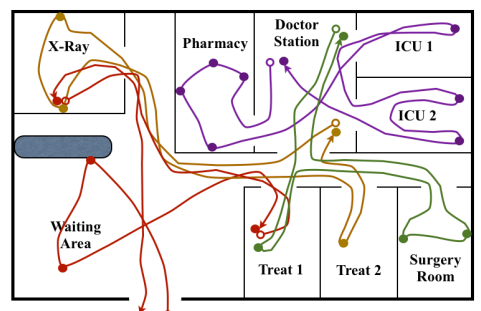 Doctor
Station
X-Ray
Pharmacy
ICU 1
ICU 2
Waiting
Area
Treat 1
Treat 2
Surgery
Room